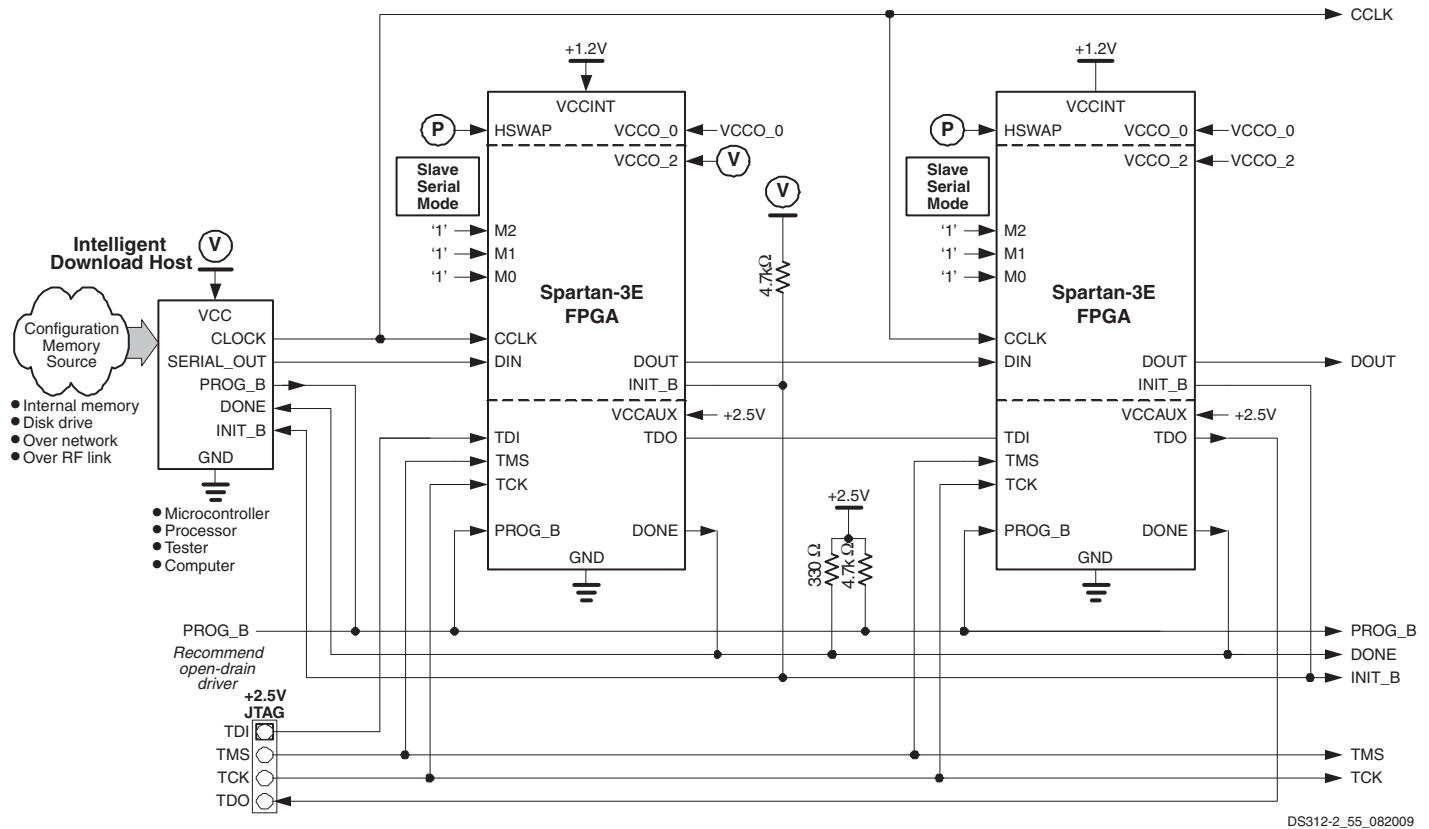 CCLK
+1.2V
+1.2V
VCCINT
VCCINT
P
HSWAP
VCCO_0
VCCO_0
P
HSWAP
VCCO_0
VCCO_0
VCCO_2
V
VCCO_2
VCCO_2
Slave
Serial
Mode
Slave
Serial
Mode
V
'1'
M2
'1'
M1
'1'
M0
'1'
M2
'1'
M1
'1'
M0
4.7kΩ
Intelligent
Download Host
V
Spartan-3E
FPGA
Spartan-3E
FPGA
Configuration
Memory
Source
VCC
CLOCK
SERIAL_OUT
PROG_B
DONE
INIT_B
GND
CCLK
DIN
DOUT
INIT_B
CCLK
DIN
DOUT
INIT_B
DOUT
● Internal memory
● Disk drive
● Over network
● Over RF link
VCCAUX
+2.5V
VCCAUX
+2.5V
TDI
TDO
TMS
TCK
TDI
TDO
TMS
TCK
● Microcontroller
● Processor
● Tester
● Computer
+2.5V
330 Ω
4.7k Ω
PROG_B
DONE
GND
PROG_B
DONE
GND
PROG_B
PROG_B
Recommend
open-drain
driver
DONE
INIT_B
+2.5V
JTAG
TDI
TMS
TMS
TCK
TCK
TDO
DS312-2_55_082009